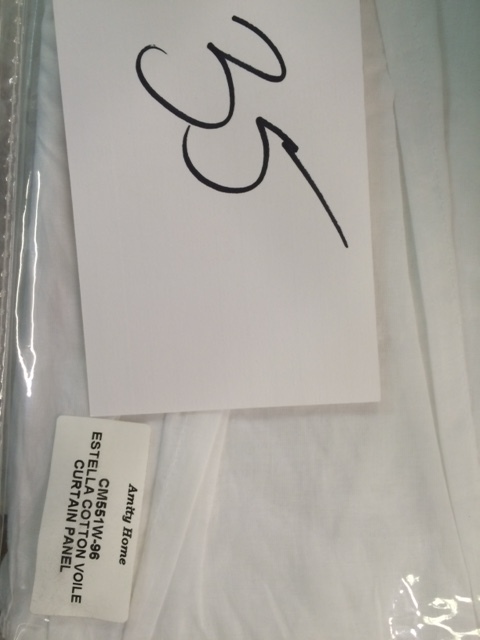 35
Amity Home
CM551W-96
ESTELLA COTTON VOILE
CURTAIN PANEL